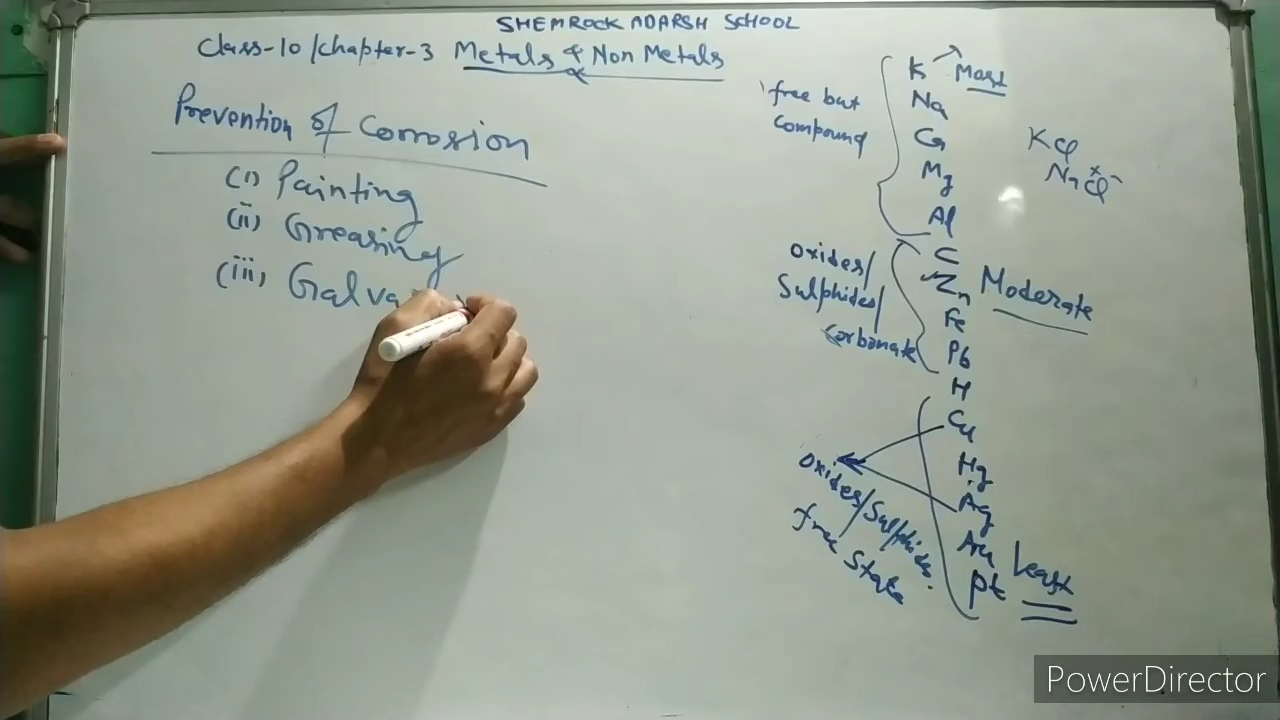 SHEMROCK ADARSH SCHOOL
Class-10/chapter-3 Metals & Non Metals
Prevention of Corrosion
(i) Painting
(ii) Greasing
(iii) Galva
free but
compound
K Most
Na
Ca
Mg
Al
KCl
Na+Cl-
Oxides/
Sulphides/
Carbonate
C
Zn Moderate
Fe
Pb
H
Cu
Hg
Ag
Au Least
Pt
Oxides/Sulphides.
free State
PowerDirector